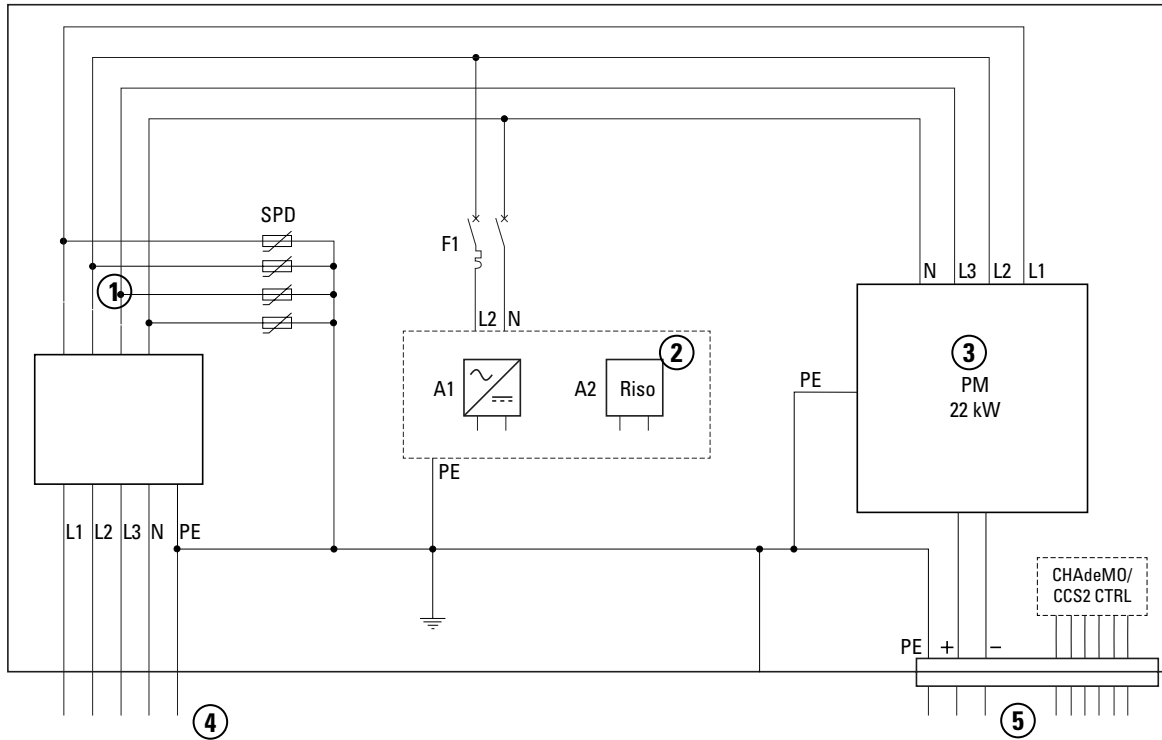 SPD
F1
N L3 L2 L1
1
L2 N
2
3
A1
A2 Riso
PM
22 kW
PE
PE
L1 L2 L3 N PE
CHAdeMO/
CCS2 CTRL
PE + –
4
5